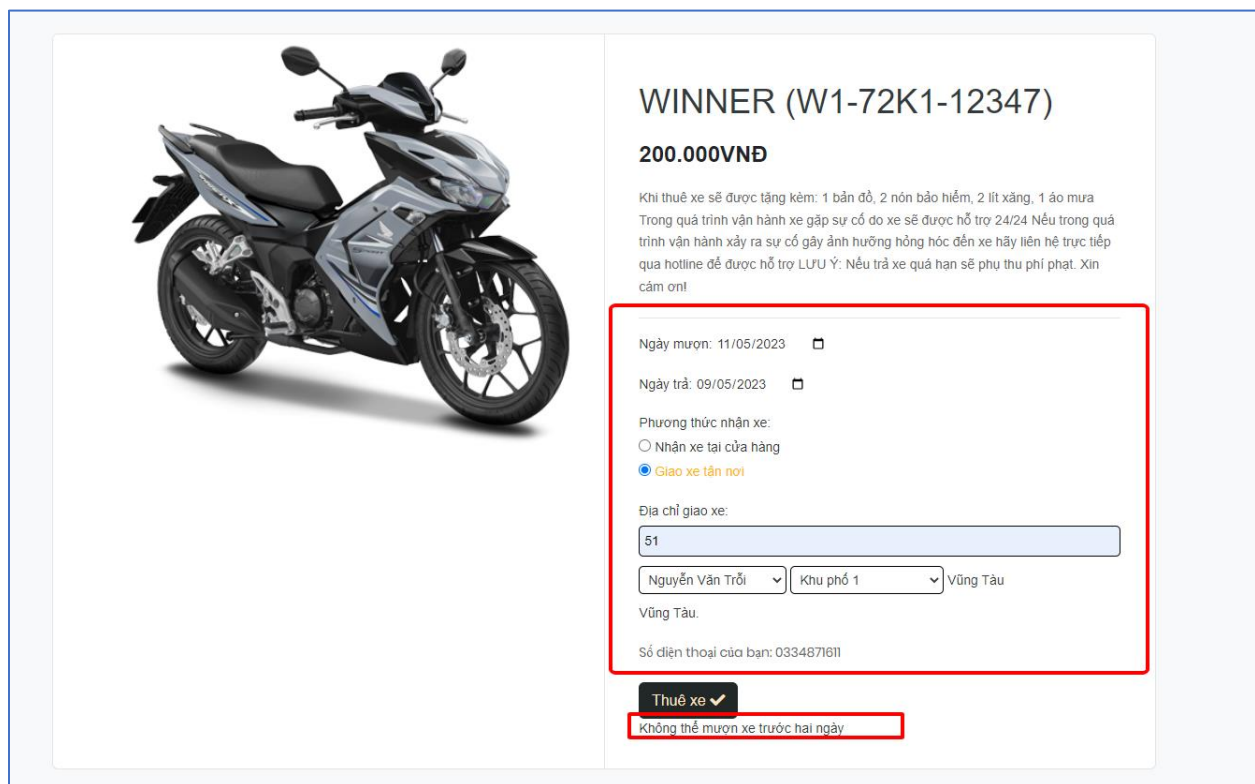 WINNER (W1-72K1-12347)
200.000VNĐ
Khi thuê xe sẽ được tặng kèm: 1 bản đồ, 2 nón bảo hiểm, 2 lít xăng, 1 áo mưa
Trong quá trình vận hành xe gặp sự cố do xe sẽ được hỗ trợ 24/24 Nếu trong quá
trình vận hành xảy ra sự cố gây ảnh hưỡng hỏng hóc đến xe hãy liên hệ trực tiếp
qua hotline để được hỗ trợ LƯU Ý: Nếu trả xe quá hạn sẽ phụ thu phí phạt. Xin
cám ơn!
Ngày mượn: 11/05/2023
Ngày trả: 09/05/2023
Phương thức nhận xe:
Nhận xe tại cửa hàng
Giao xe tận nơi
Địa chỉ giao xe:
51
Nguyễn Văn Trỗi Khu phố 1 Vũng Tàu
Vũng Tàu.
Số điện thoại của bạn: 0334871611
Thuê xe
Không thể mượn xe trước hai ngày